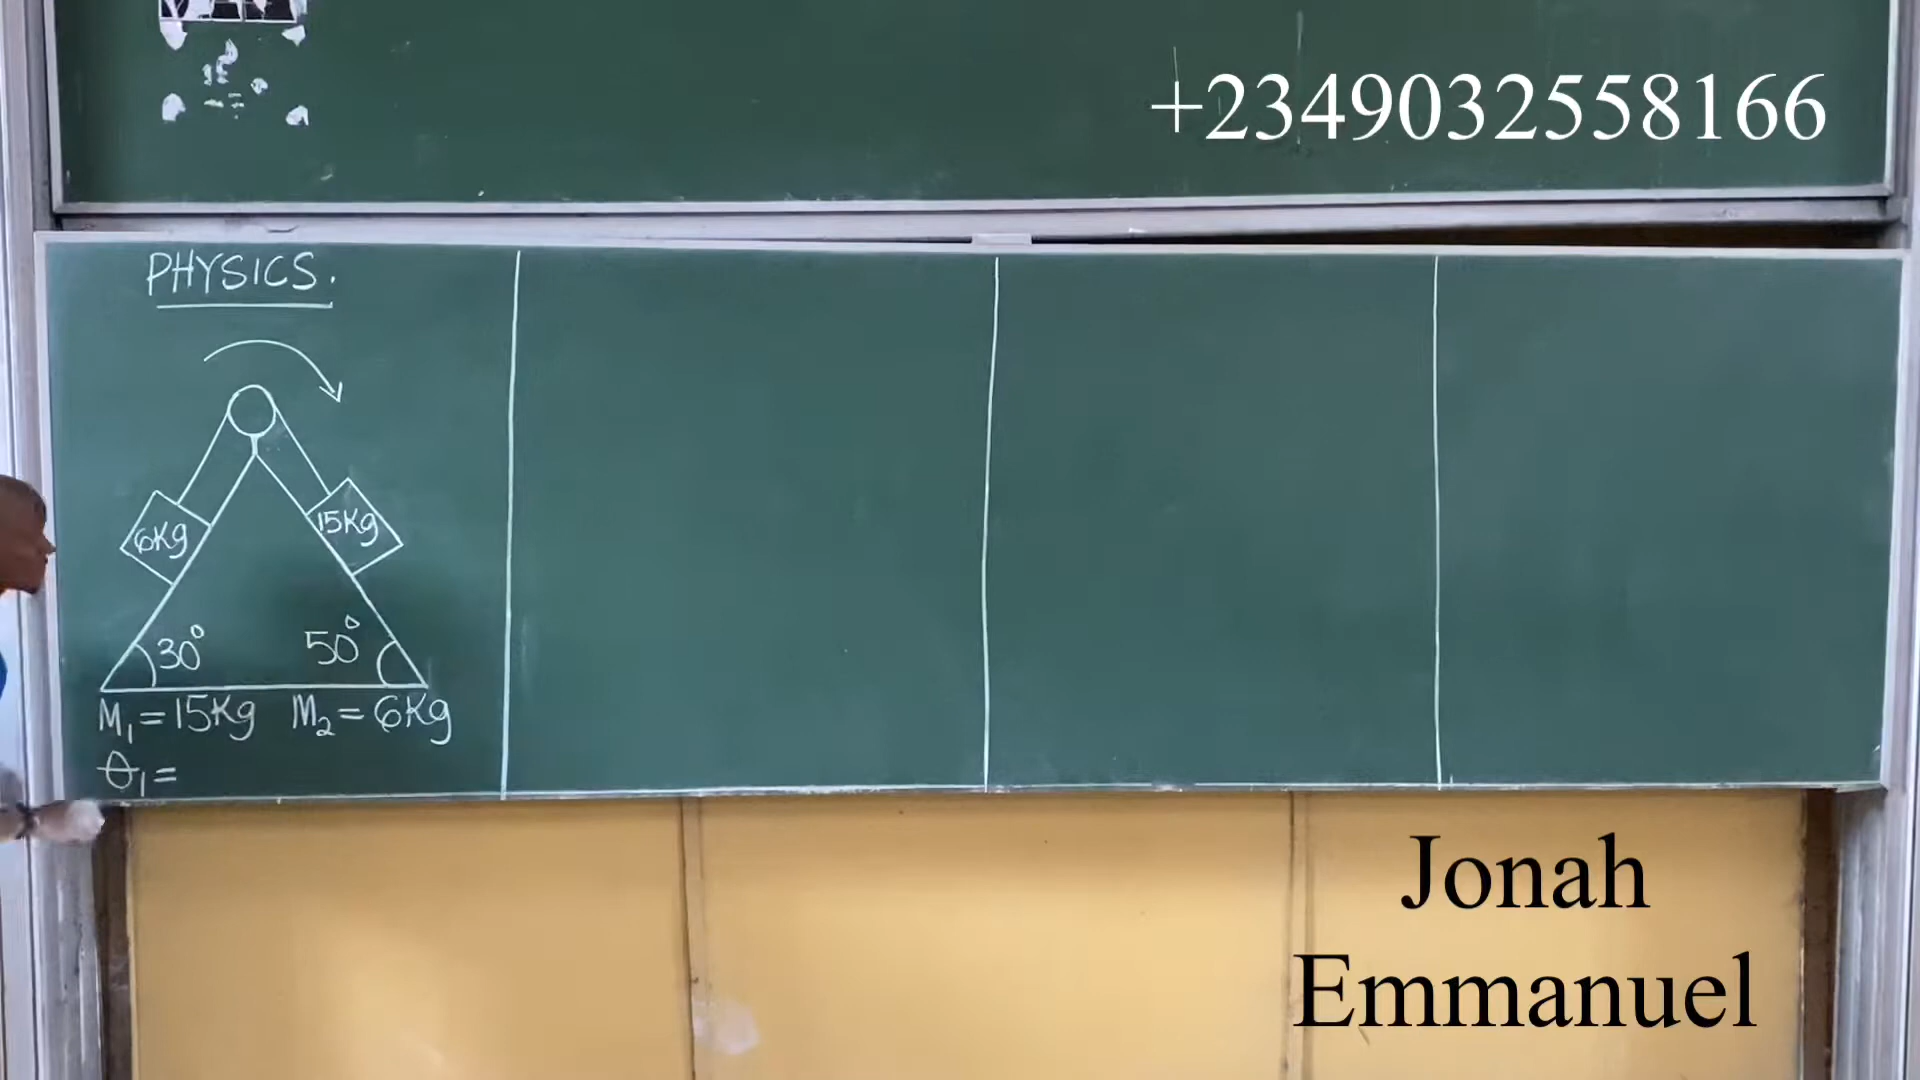 +2349032558166
PHYSICS.
6Kg
15Kg
30°
50°
M₁ = 15Kg M₂ = 6Kg
θ₁ =
Jonah
Emmanuel